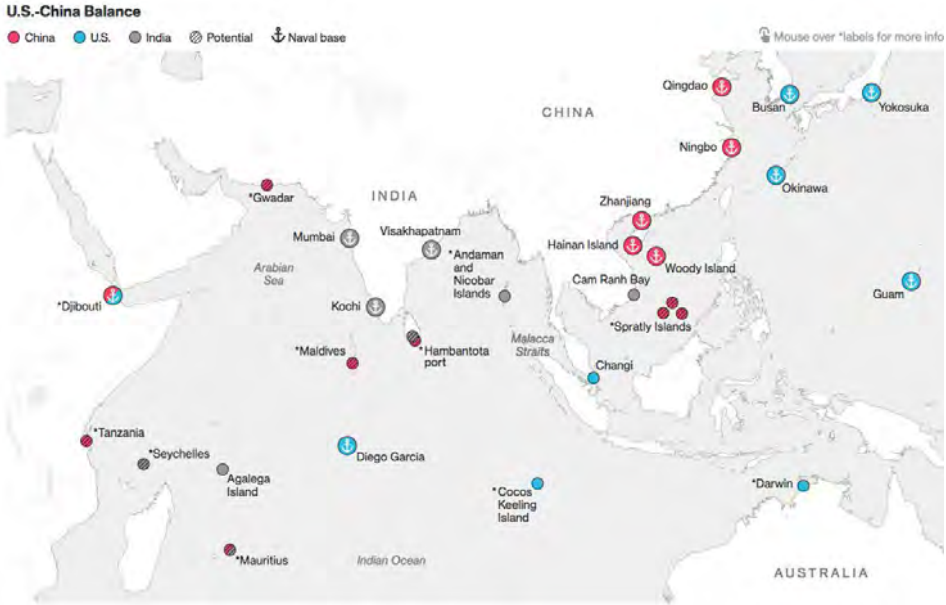 U.S.-China Balance
China U.S. India Potential Naval base
Mouse over *labels for more info
Qingdao
Busan
Yokosuka
CHINA
Ningbo
Okinawa
*Gwadar
INDIA
Zhanjiang
Mumbai
Visakhapatnam
Hainan Island
*Andaman
and
Nicobar
Islands
Woody Island
Arabian
Sea
Cam Ranh Bay
Guam
*Djibouti
Kochi
*Spratly Islands
*Maldives
*Hambantota
port
Malacca
Straits
Changi
*Tanzania
*Seychelles
Diego Garcia
Agalega
Island
*Cocos
Keeling
Island
*Darwin
*Mauritius
Indian Ocean
AUSTRALIA